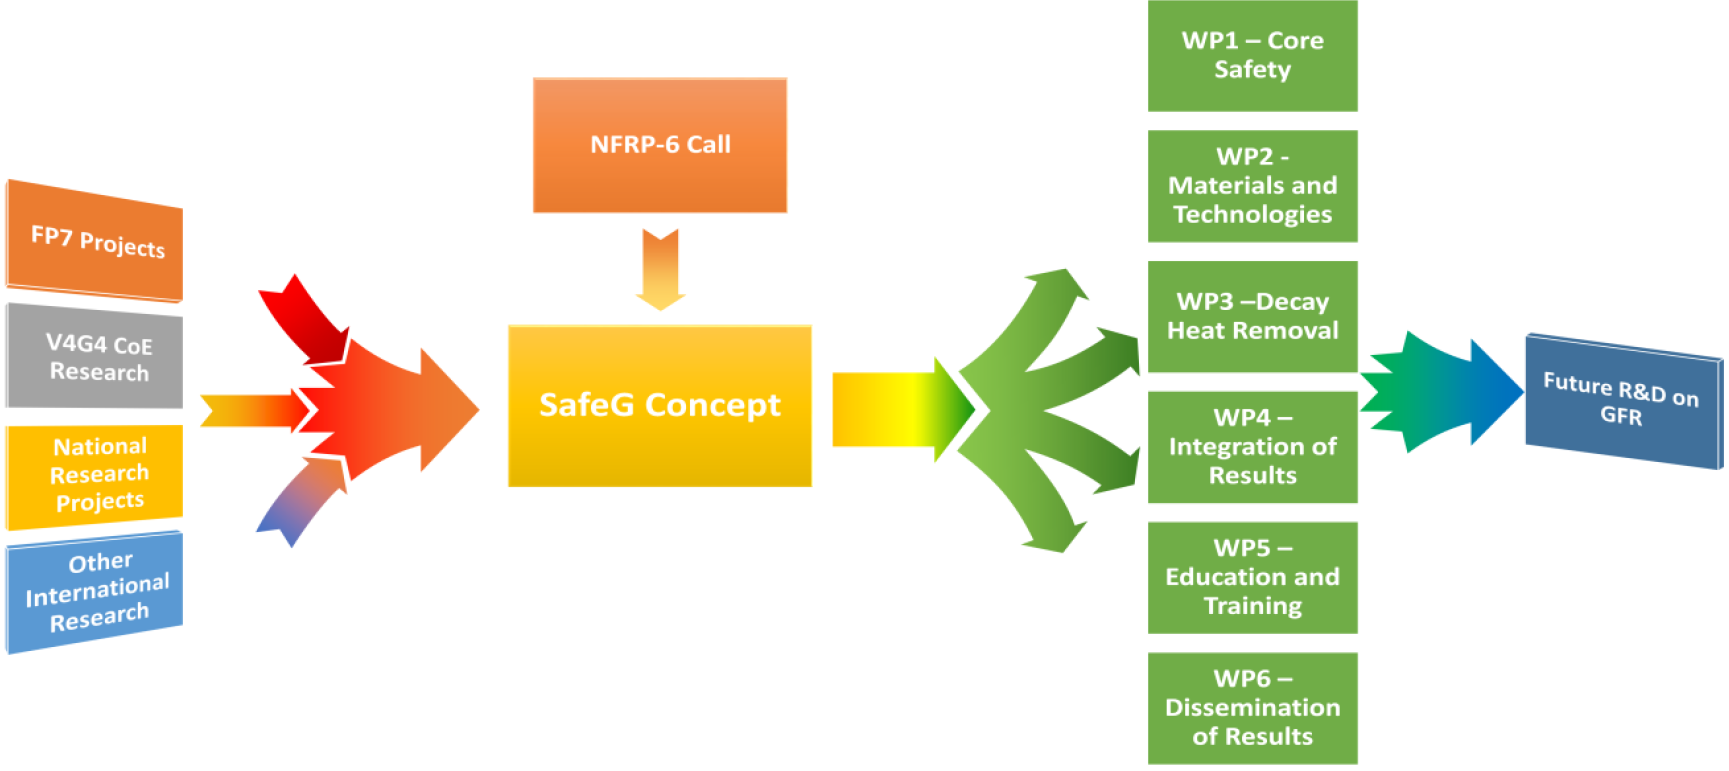 FP7 Projects
V4G4 CoE
Research
National
Research
Projects
Other
International
Research
NFRP-6 Call
SafeG Concept
WP1 – Core
Safety
WP2 -
Materials and
Technologies
WP3 –Decay
Heat Removal
WP4 –
Integration of
Results
WP5 –
Education and
Training
WP6 –
Dissemination
of Results
Future R&D on
GFR